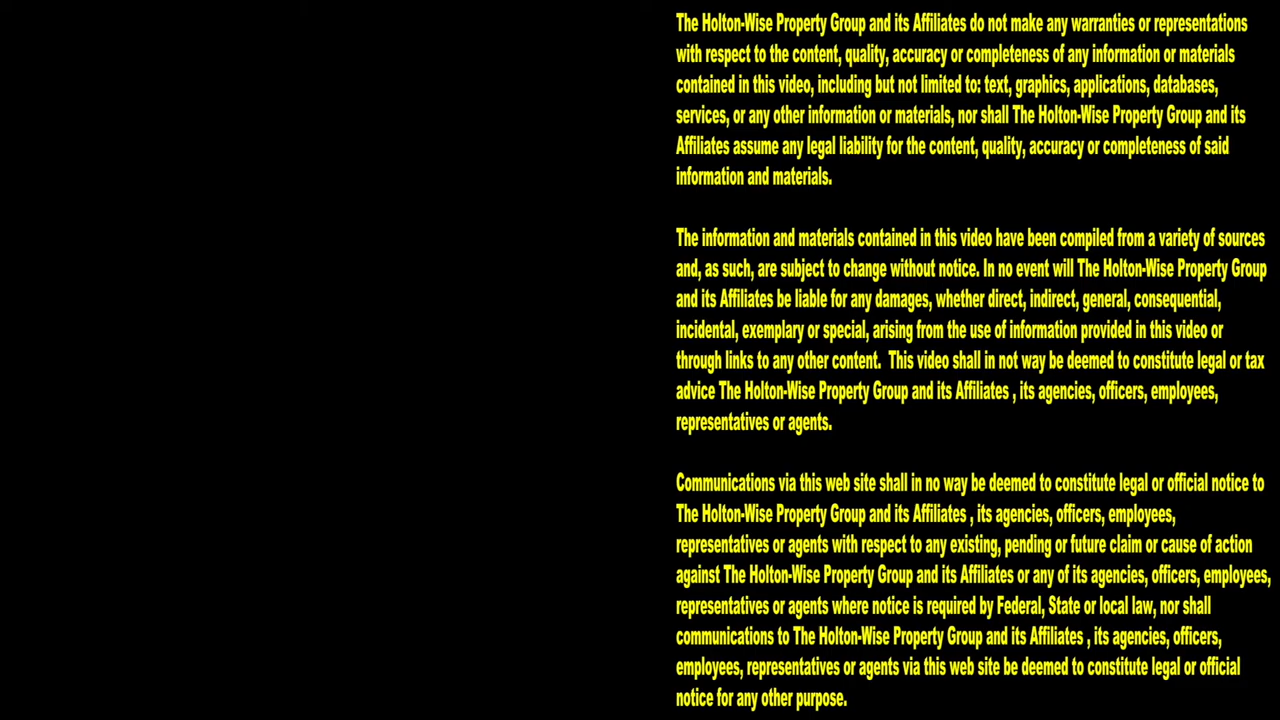 The Holton-Wise Property Group and its Affiliates do not make any warranties or representations
with respect to the content, quality, accuracy or completeness of any information or materials
contained in this video, including but not limited to: text, graphics, applications, databases,
services, or any other information or materials, nor shall The Holton-Wise Property Group and its
Affiliates assume any legal liability for the content, quality, accuracy or completeness of said
information and materials.
The information and materials contained in this video have been compiled from a variety of sources
and, as such, are subject to change without notice. In no event will The Holton-Wise Property Group
and its Affiliates be liable for any damages, whether direct, indirect, general, consequential,
incidental, exemplary or special, arising from the use of information provided in this video or
through links to any other content.  This video shall in not way be deemed to constitute legal or tax
advice The Holton-Wise Property Group and its Affiliates , its agencies, officers, employees,
representatives or agents.
Communications via this web site shall in no way be deemed to constitute legal or official notice to
The Holton-Wise Property Group and its Affiliates , its agencies, officers, employees,
representatives or agents with respect to any existing, pending or future claim or cause of action
against The Holton-Wise Property Group and its Affiliates or any of its agencies, officers, employees,
representatives or agents where notice is required by Federal, State or local law, nor shall
communications to The Holton-Wise Property Group and its Affiliates , its agencies, officers,
employees, representatives or agents via this web site be deemed to constitute legal or official
notice for any other purpose.